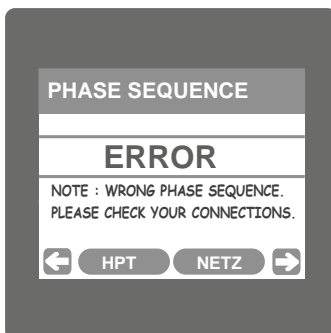 PHASE SEQUENCE
ERROR
NOTE : WRONG PHASE SEQUENCE.
PLEASE CHECK YOUR CONNECTIONS.
HPT NETZ